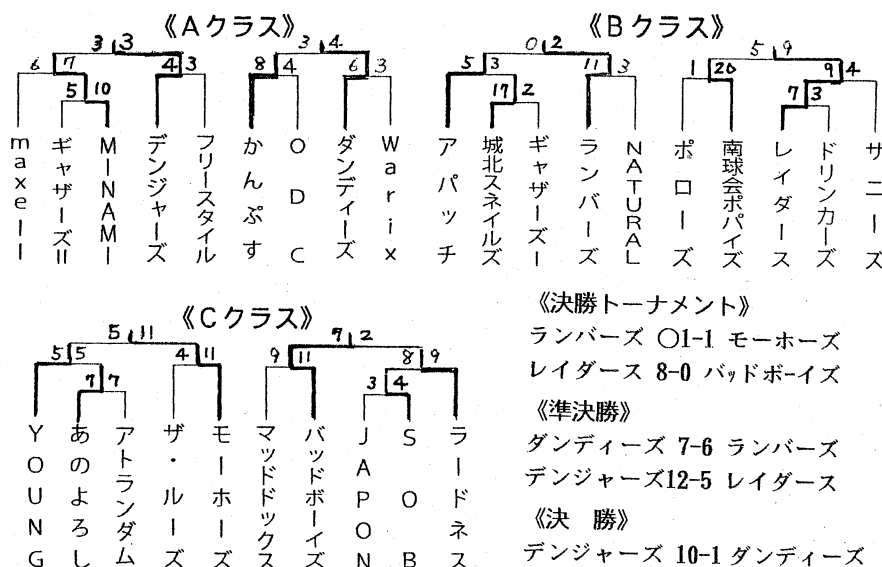 《Aクラス》
3 3
6 7 4 3
5 10
maxell
ギャザーズII
MINAMI
デンジャーズ
フリースタイル
3 4
8 4 6 3
かんぷす
ODC
ダンディーズ
Warix
《Bクラス》
0 2
5 3 11 3
17 2
アパッチ
城北スネイルズ
ギャザーズI
ランバーズ
NATURAL
5 9
1 20 9 4
7 3
ポローズ
南球会ポパイズ
レイダース
ドリンカーズ
サニーズ
《Cクラス》
5 11
5 5 4 11
7 7
YOUNG
あのよろし
アトランダム
ザ・ルーズ
モーホーズ
7 2
9 11 8 9
3 4
マッドドックス
バッドボーイズ
JAPON
SOB
ラードネス
《決勝トーナメント》
ランバーズ ○1-1 モーホーズ
レイダース 8-0 バッドボーイズ
《準決勝》
ダンディーズ 7-6 ランバーズ
デンジャーズ12-5 レイダース
《決 勝》
デンジャーズ 10-1 ダンディーズ